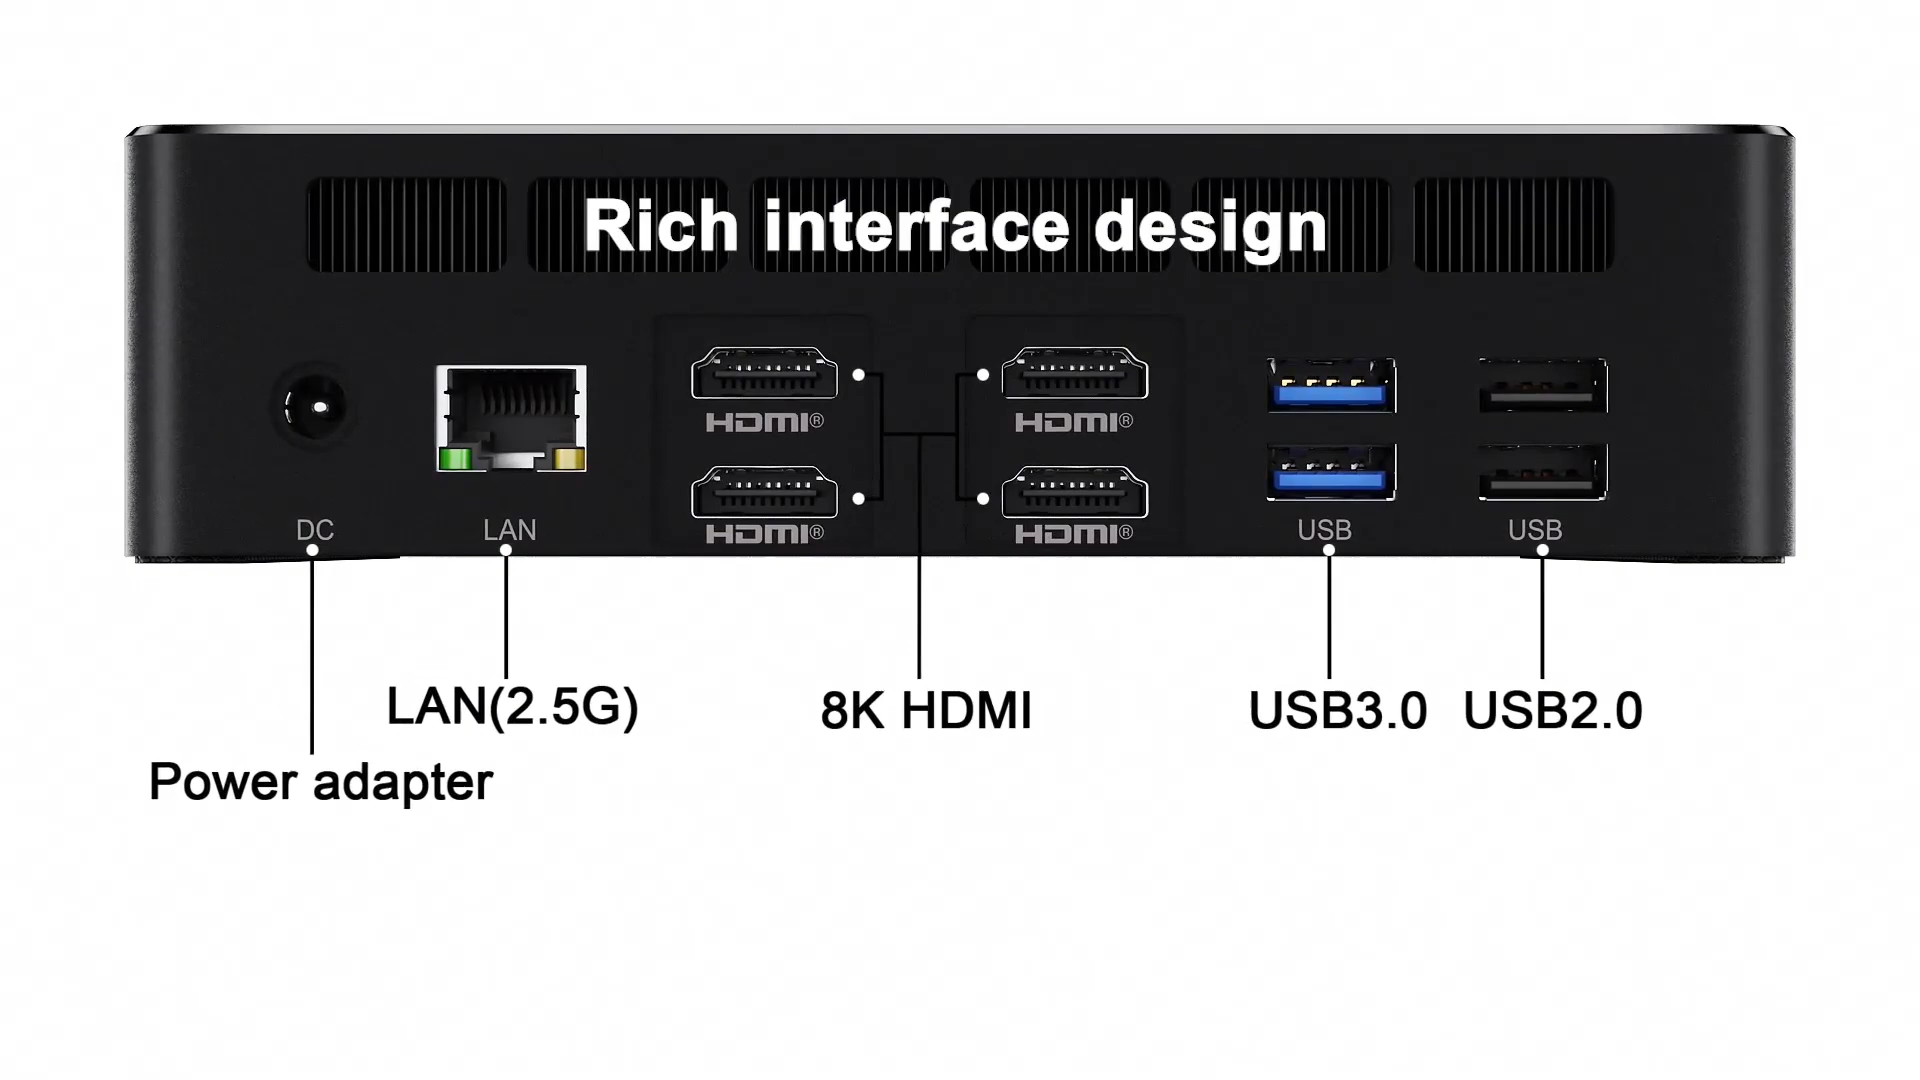 Rich interface design
HDMI® HDMI®
HDMI® HDMI®
DC LAN USB USB
LAN(2.5G) 8K HDMI USB3.0 USB2.0
Power adapter